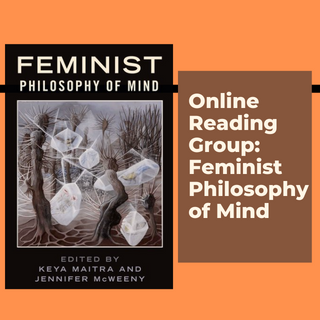 FEMINIST
PHILOSOPHY OF MIND
EDITED BY
KEYA MAITRA AND
JENNIFER McWEENY
Online
Reading
Group:
Feminist
Philosophy
of Mind